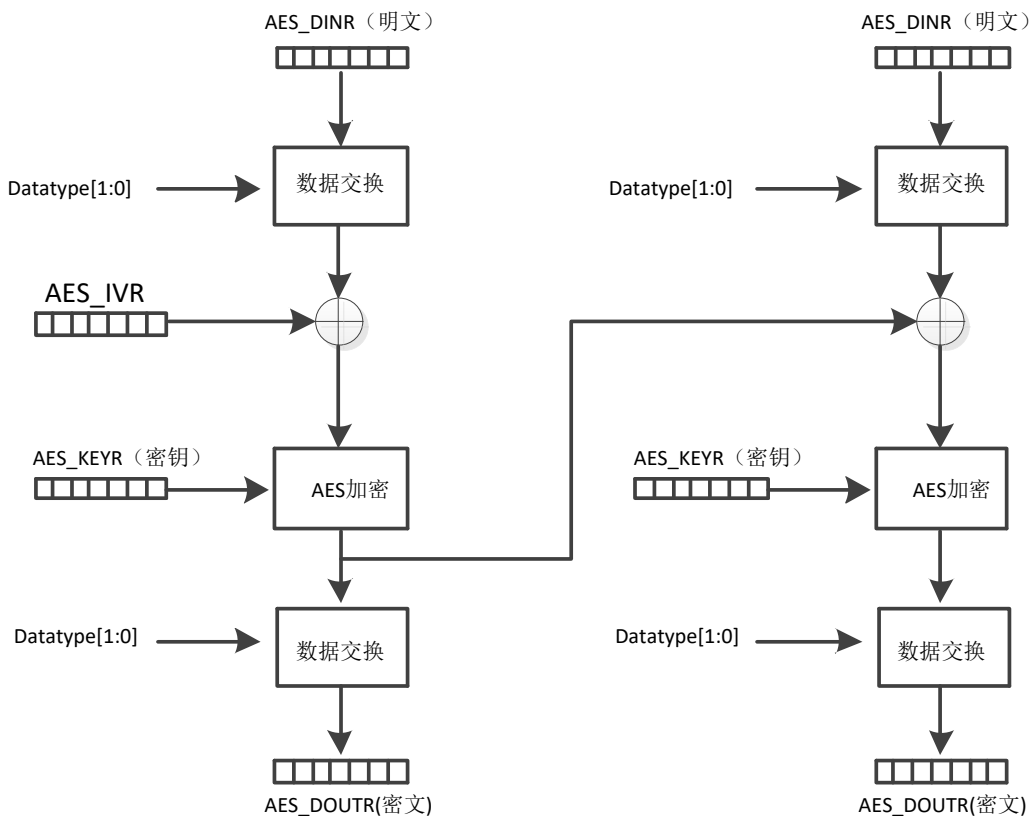 AES_DINR（明文）
AES_DINR（明文）
数据交换
Datatype[1:0]
数据交换
Datatype[1:0]
AES_IVR
AES_KEYR（密钥）
AES加密
AES_KEYR（密钥）
AES加密
Datatype[1:0]
数据交换
Datatype[1:0]
数据交换
AES_DOUTR(密文)
AES_DOUTR(密文)